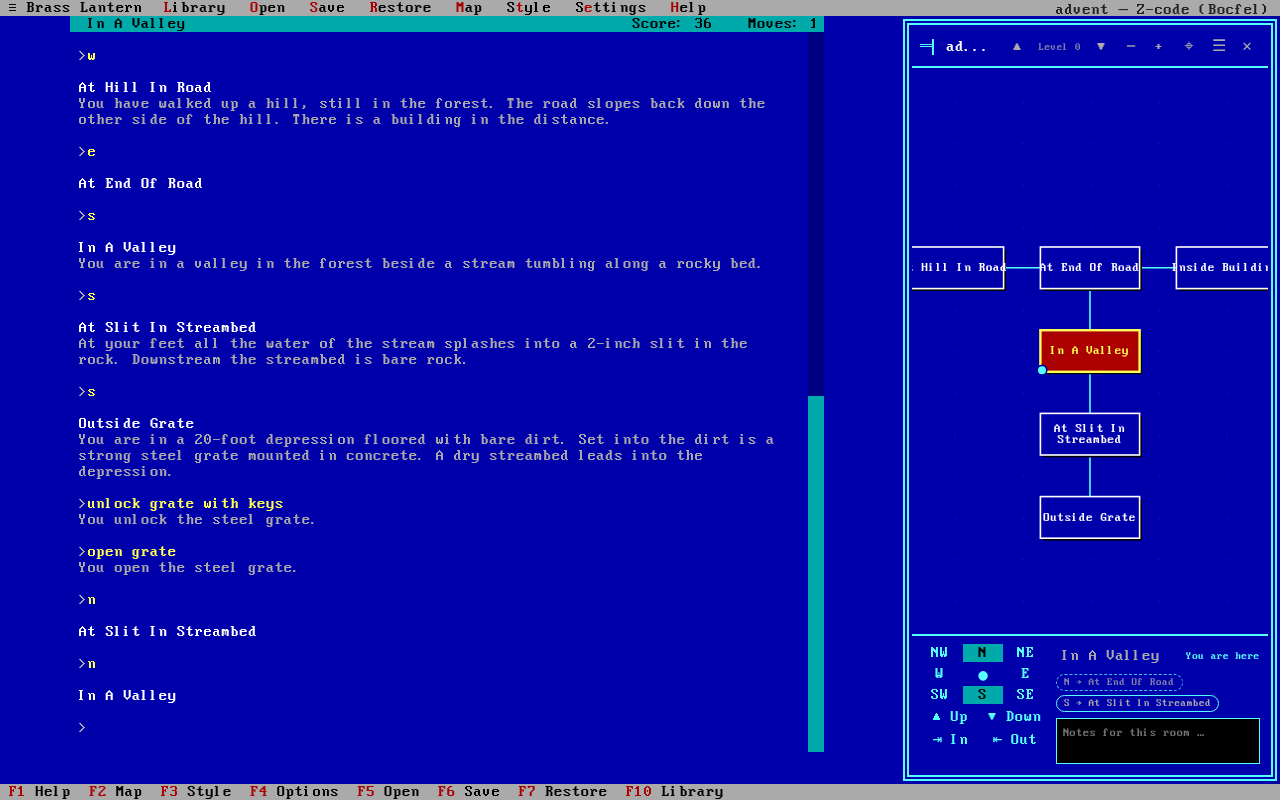 ≡ Brass Lantern Library Open Save Restore Map Style Settings Help
advent — Z-code (Bocfel)
In A Valley Score: 36 Moves: 1
>w
At Hill In Road
You have walked up a hill, still in the forest. The road slopes back down the
other side of the hill. There is a building in the distance.
>e
At End Of Road
>s
In A Valley
You are in a valley in the forest beside a stream tumbling along a rocky bed.
>s
At Slit In Streambed
At your feet all the water of the stream splashes into a 2-inch slit in the
rock. Downstream the streambed is bare rock.
>s
Outside Grate
You are in a 20-foot depression floored with bare dirt. Set into the dirt is a
strong steel grate mounted in concrete. A dry streambed leads into the
depression.
>unlock grate with keys
You unlock the steel grate.
>open grate
You open the steel grate.
>n
At Slit In Streambed
>n
In A Valley
>
ad... ▲ Level 0 ▼ − + ⌖ ☰ ✕
Hill In Road
At End Of Road
nside Buildin
In A Valley
At Slit In
Streambed
Outside Grate
NW N NE
W ● E
SW S SE
▲ Up ▼ Down
⇥ In ⇤ Out
In A Valley You are here
N → At End Of Road
S → At Slit In Streambed
Notes for this room …
F1 Help F2 Map F3 Style F4 Options F5 Open F6 Save F7 Restore F10 Library